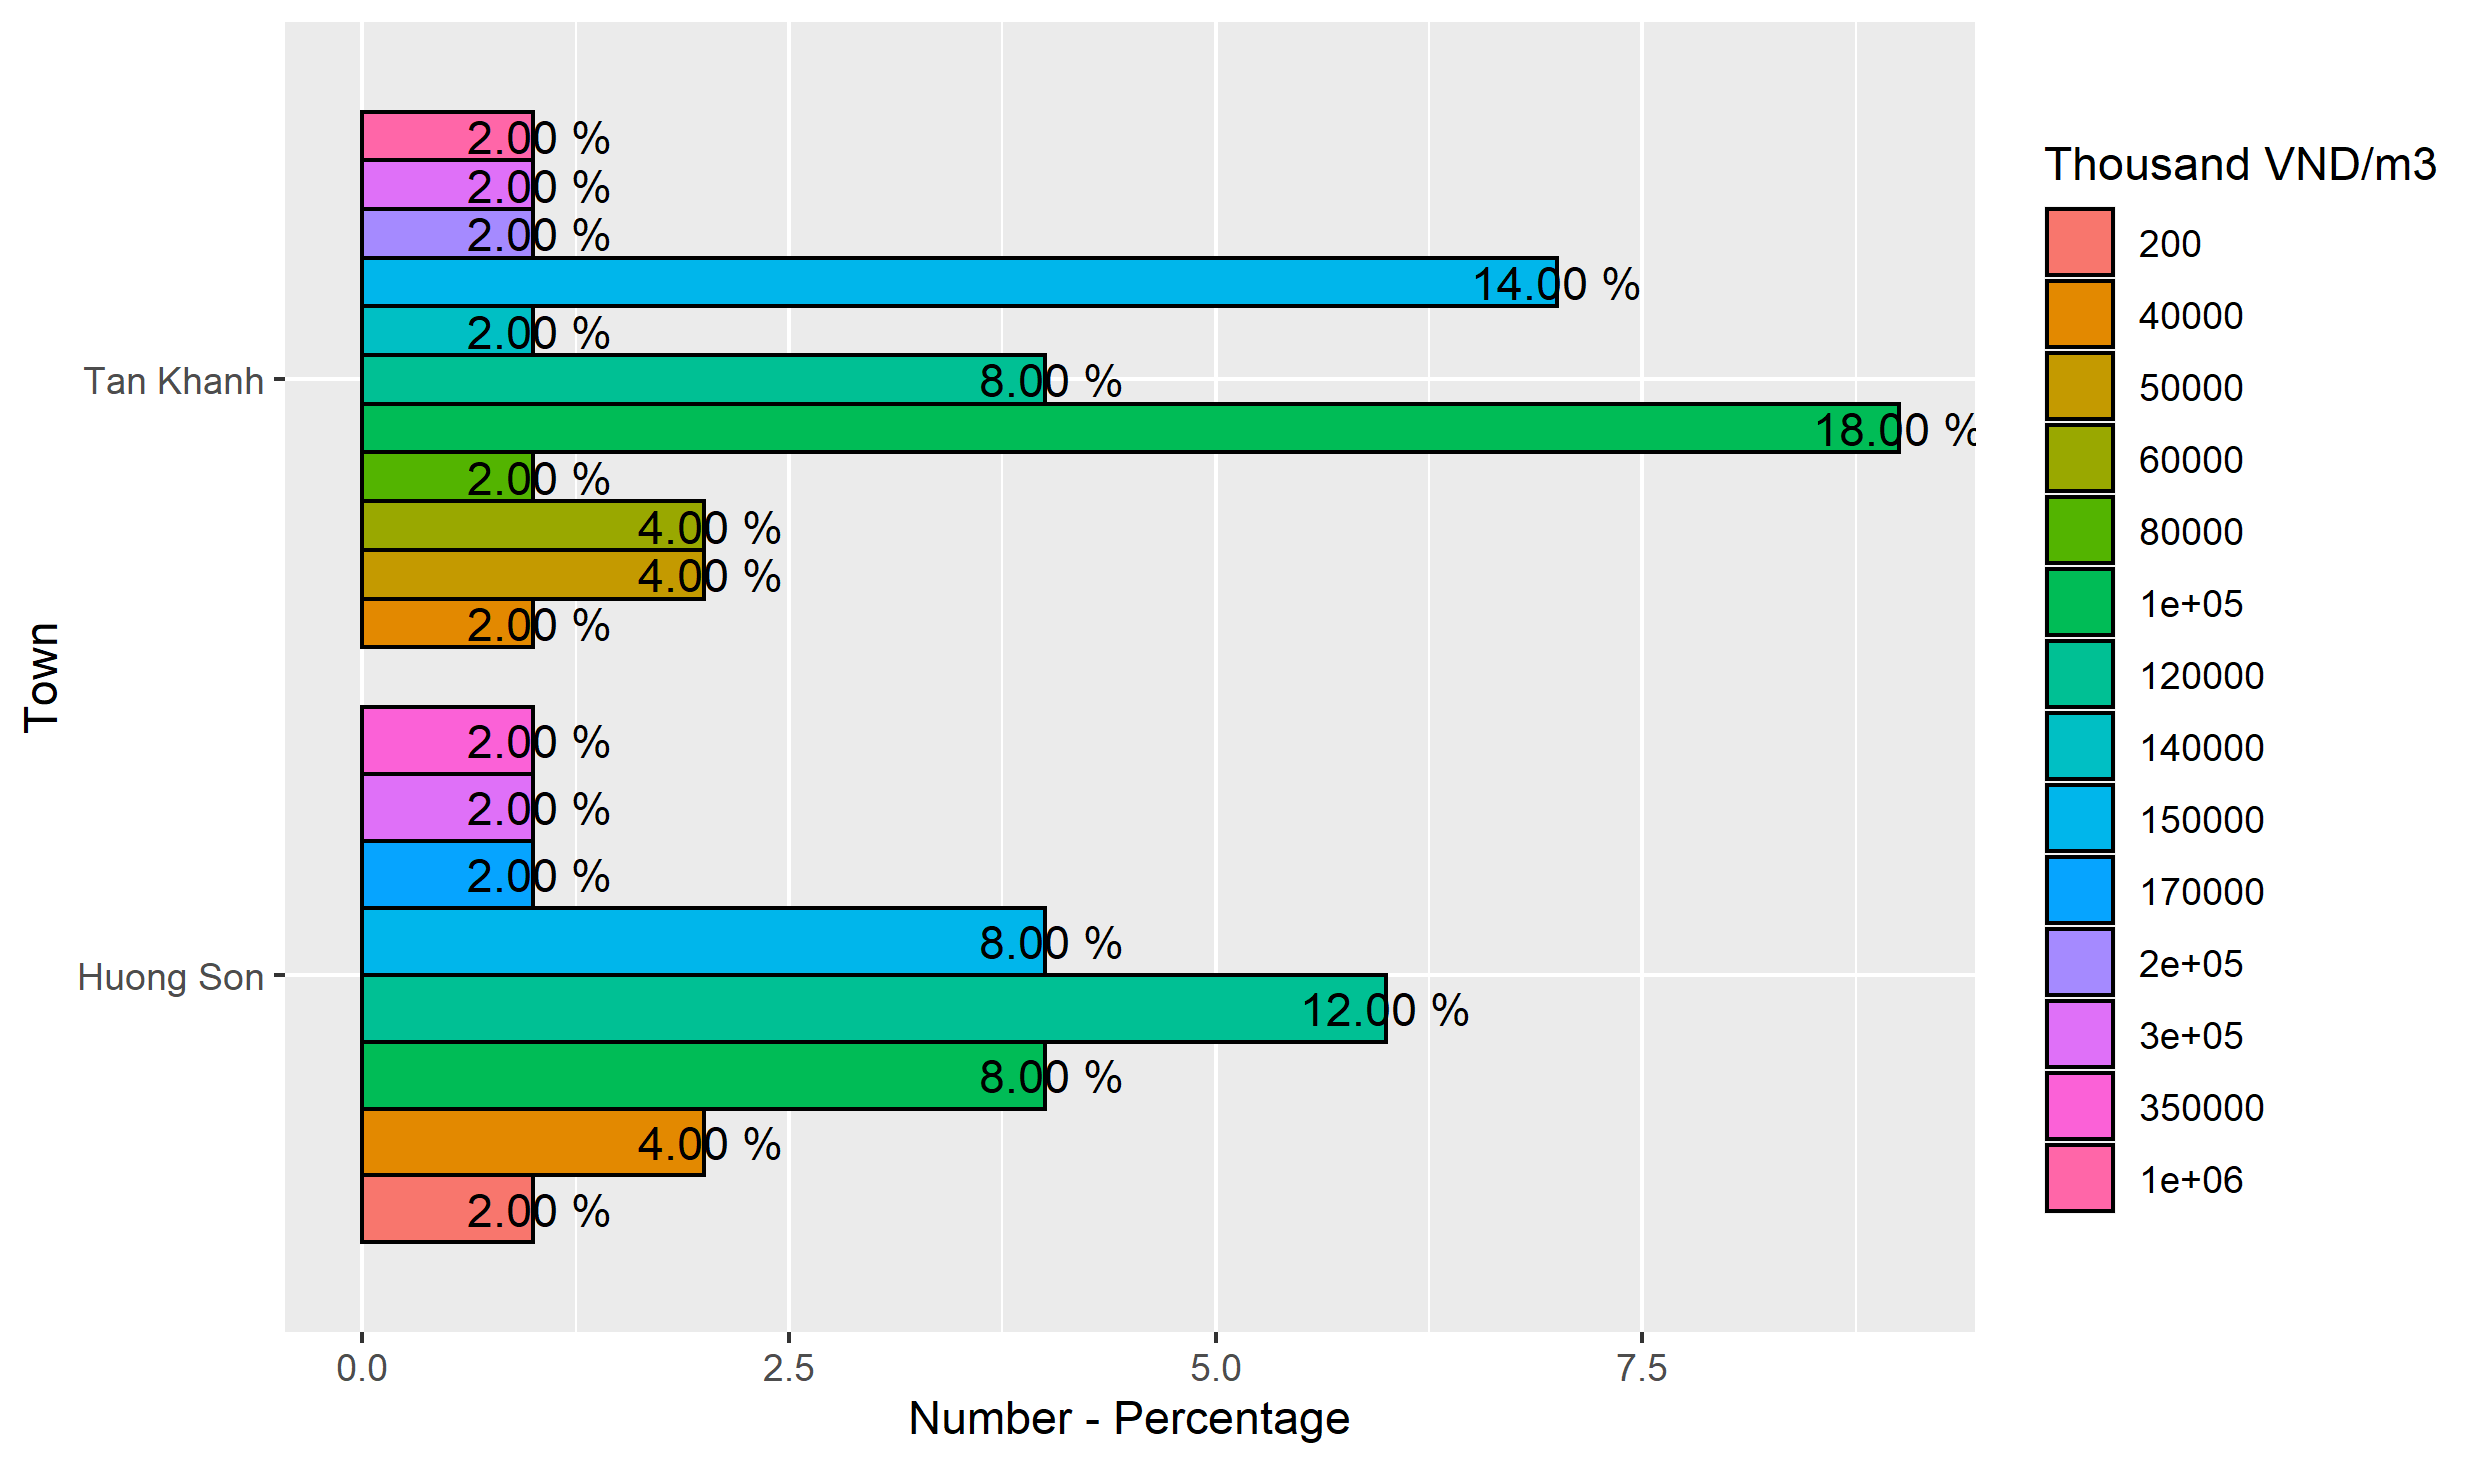 2.00 %
2.00 %
2.00 %
14.00 %
2.00 %
8.00 %
18.00 %
2.00 %
4.00 %
4.00 %
2.00 %
2.00 %
2.00 %
2.00 %
8.00 %
12.00 %
8.00 %
4.00 %
2.00 %
Tan Khanh
Huong Son
Town
0.0 2.5 5.0 7.5
Number - Percentage
Thousand VND/m3
200
40000
50000
60000
80000
1e+05
120000
140000
150000
170000
2e+05
3e+05
350000
1e+06